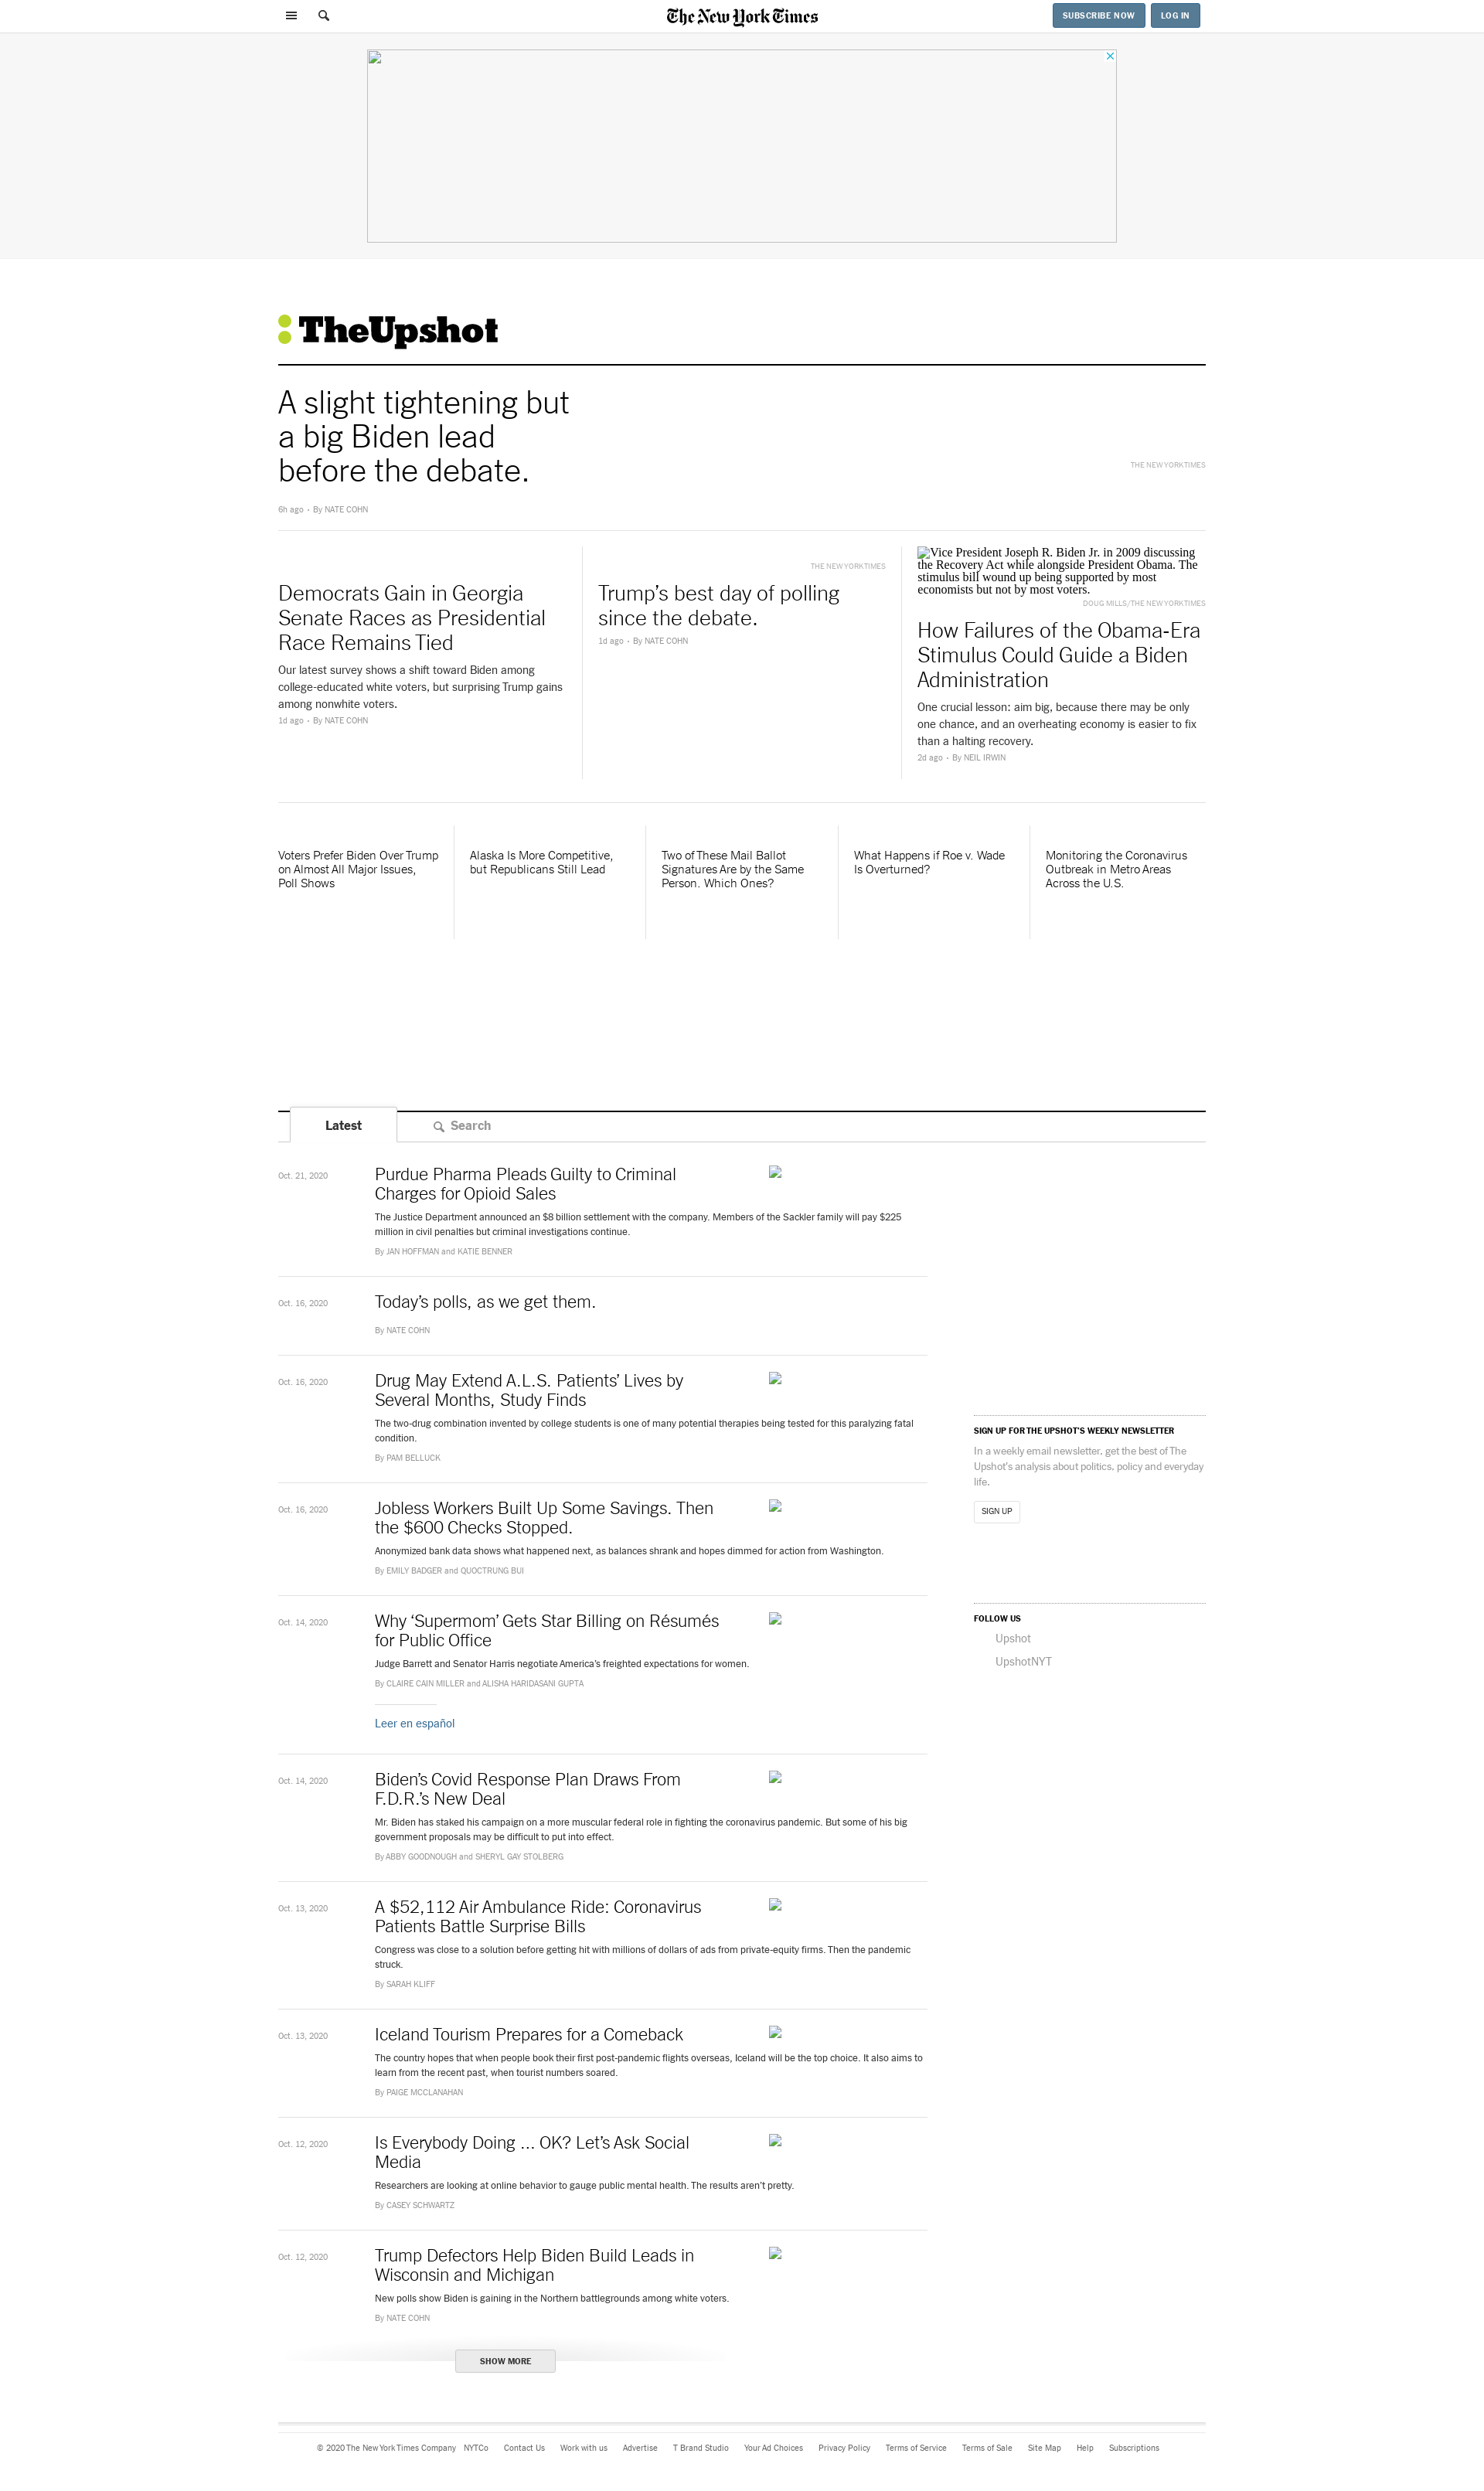 The New York Times
SUBSCRIBE NOW
LOG IN
TheUpshot
A slight tightening but
a big Biden lead
before the debate.
THE NEW YORK TIMES
6h ago • By NATE COHN
Democrats Gain in Georgia
Senate Races as Presidential
Race Remains Tied
Our latest survey shows a shift toward Biden among
college-educated white voters, but surprising Trump gains
among nonwhite voters.
1d ago • By NATE COHN
THE NEW YORK TIMES
Trump’s best day of polling
since the debate.
1d ago • By NATE COHN
Vice President Joseph R. Biden Jr. in 2009 discussing
the Recovery Act while alongside President Obama. The
stimulus bill wound up being supported by most
economists but not by most voters.
DOUG MILLS/THE NEW YORK TIMES
How Failures of the Obama-Era
Stimulus Could Guide a Biden
Administration
One crucial lesson: aim big, because there may be only
one chance, and an overheating economy is easier to fix
than a halting recovery.
2d ago • By NEIL IRWIN
Voters Prefer Biden Over Trump
on Almost All Major Issues,
Poll Shows
Alaska Is More Competitive,
but Republicans Still Lead
Two of These Mail Ballot
Signatures Are by the Same
Person. Which Ones?
What Happens if Roe v. Wade
Is Overturned?
Monitoring the Coronavirus
Outbreak in Metro Areas
Across the U.S.
Latest
Search
Oct. 21, 2020
Purdue Pharma Pleads Guilty to Criminal
Charges for Opioid Sales
The Justice Department announced an $8 billion settlement with the company. Members of the Sackler family will pay $225
million in civil penalties but criminal investigations continue.
By JAN HOFFMAN and KATIE BENNER
Oct. 16, 2020
Today’s polls, as we get them.
By NATE COHN
Oct. 16, 2020
Drug May Extend A.L.S. Patients’ Lives by
Several Months, Study Finds
The two-drug combination invented by college students is one of many potential therapies being tested for this paralyzing fatal
condition.
By PAM BELLUCK
Oct. 16, 2020
Jobless Workers Built Up Some Savings. Then
the $600 Checks Stopped.
Anonymized bank data shows what happened next, as balances shrank and hopes dimmed for action from Washington.
By EMILY BADGER and QUOCTRUNG BUI
Oct. 14, 2020
Why ‘Supermom’ Gets Star Billing on Résumés
for Public Office
Judge Barrett and Senator Harris negotiate America’s freighted expectations for women.
By CLAIRE CAIN MILLER and ALISHA HARIDASANI GUPTA
Leer en español
Oct. 14, 2020
Biden’s Covid Response Plan Draws From
F.D.R.’s New Deal
Mr. Biden has staked his campaign on a more muscular federal role in fighting the coronavirus pandemic. But some of his big
government proposals may be difficult to put into effect.
By ABBY GOODNOUGH and SHERYL GAY STOLBERG
Oct. 13, 2020
A $52,112 Air Ambulance Ride: Coronavirus
Patients Battle Surprise Bills
Congress was close to a solution before getting hit with millions of dollars of ads from private-equity firms. Then the pandemic
struck.
By SARAH KLIFF
Oct. 13, 2020
Iceland Tourism Prepares for a Comeback
The country hopes that when people book their first post-pandemic flights overseas, Iceland will be the top choice. It also aims to
learn from the recent past, when tourist numbers soared.
By PAIGE MCCLANAHAN
Oct. 12, 2020
Is Everybody Doing ... OK? Let’s Ask Social
Media
Researchers are looking at online behavior to gauge public mental health. The results aren’t pretty.
By CASEY SCHWARTZ
Oct. 12, 2020
Trump Defectors Help Biden Build Leads in
Wisconsin and Michigan
New polls show Biden is gaining in the Northern battlegrounds among white voters.
By NATE COHN
SHOW MORE
SIGN UP FOR THE UPSHOT’S WEEKLY NEWSLETTER
In a weekly email newsletter, get the best of The
Upshot’s analysis about politics, policy and everyday
life.
SIGN UP
FOLLOW US
Upshot
UpshotNYT
© 2020 The New York Times Company NYTCo Contact Us Work with us Advertise T Brand Studio Your Ad Choices Privacy Policy Terms of Service Terms of Sale Site Map Help Subscriptions